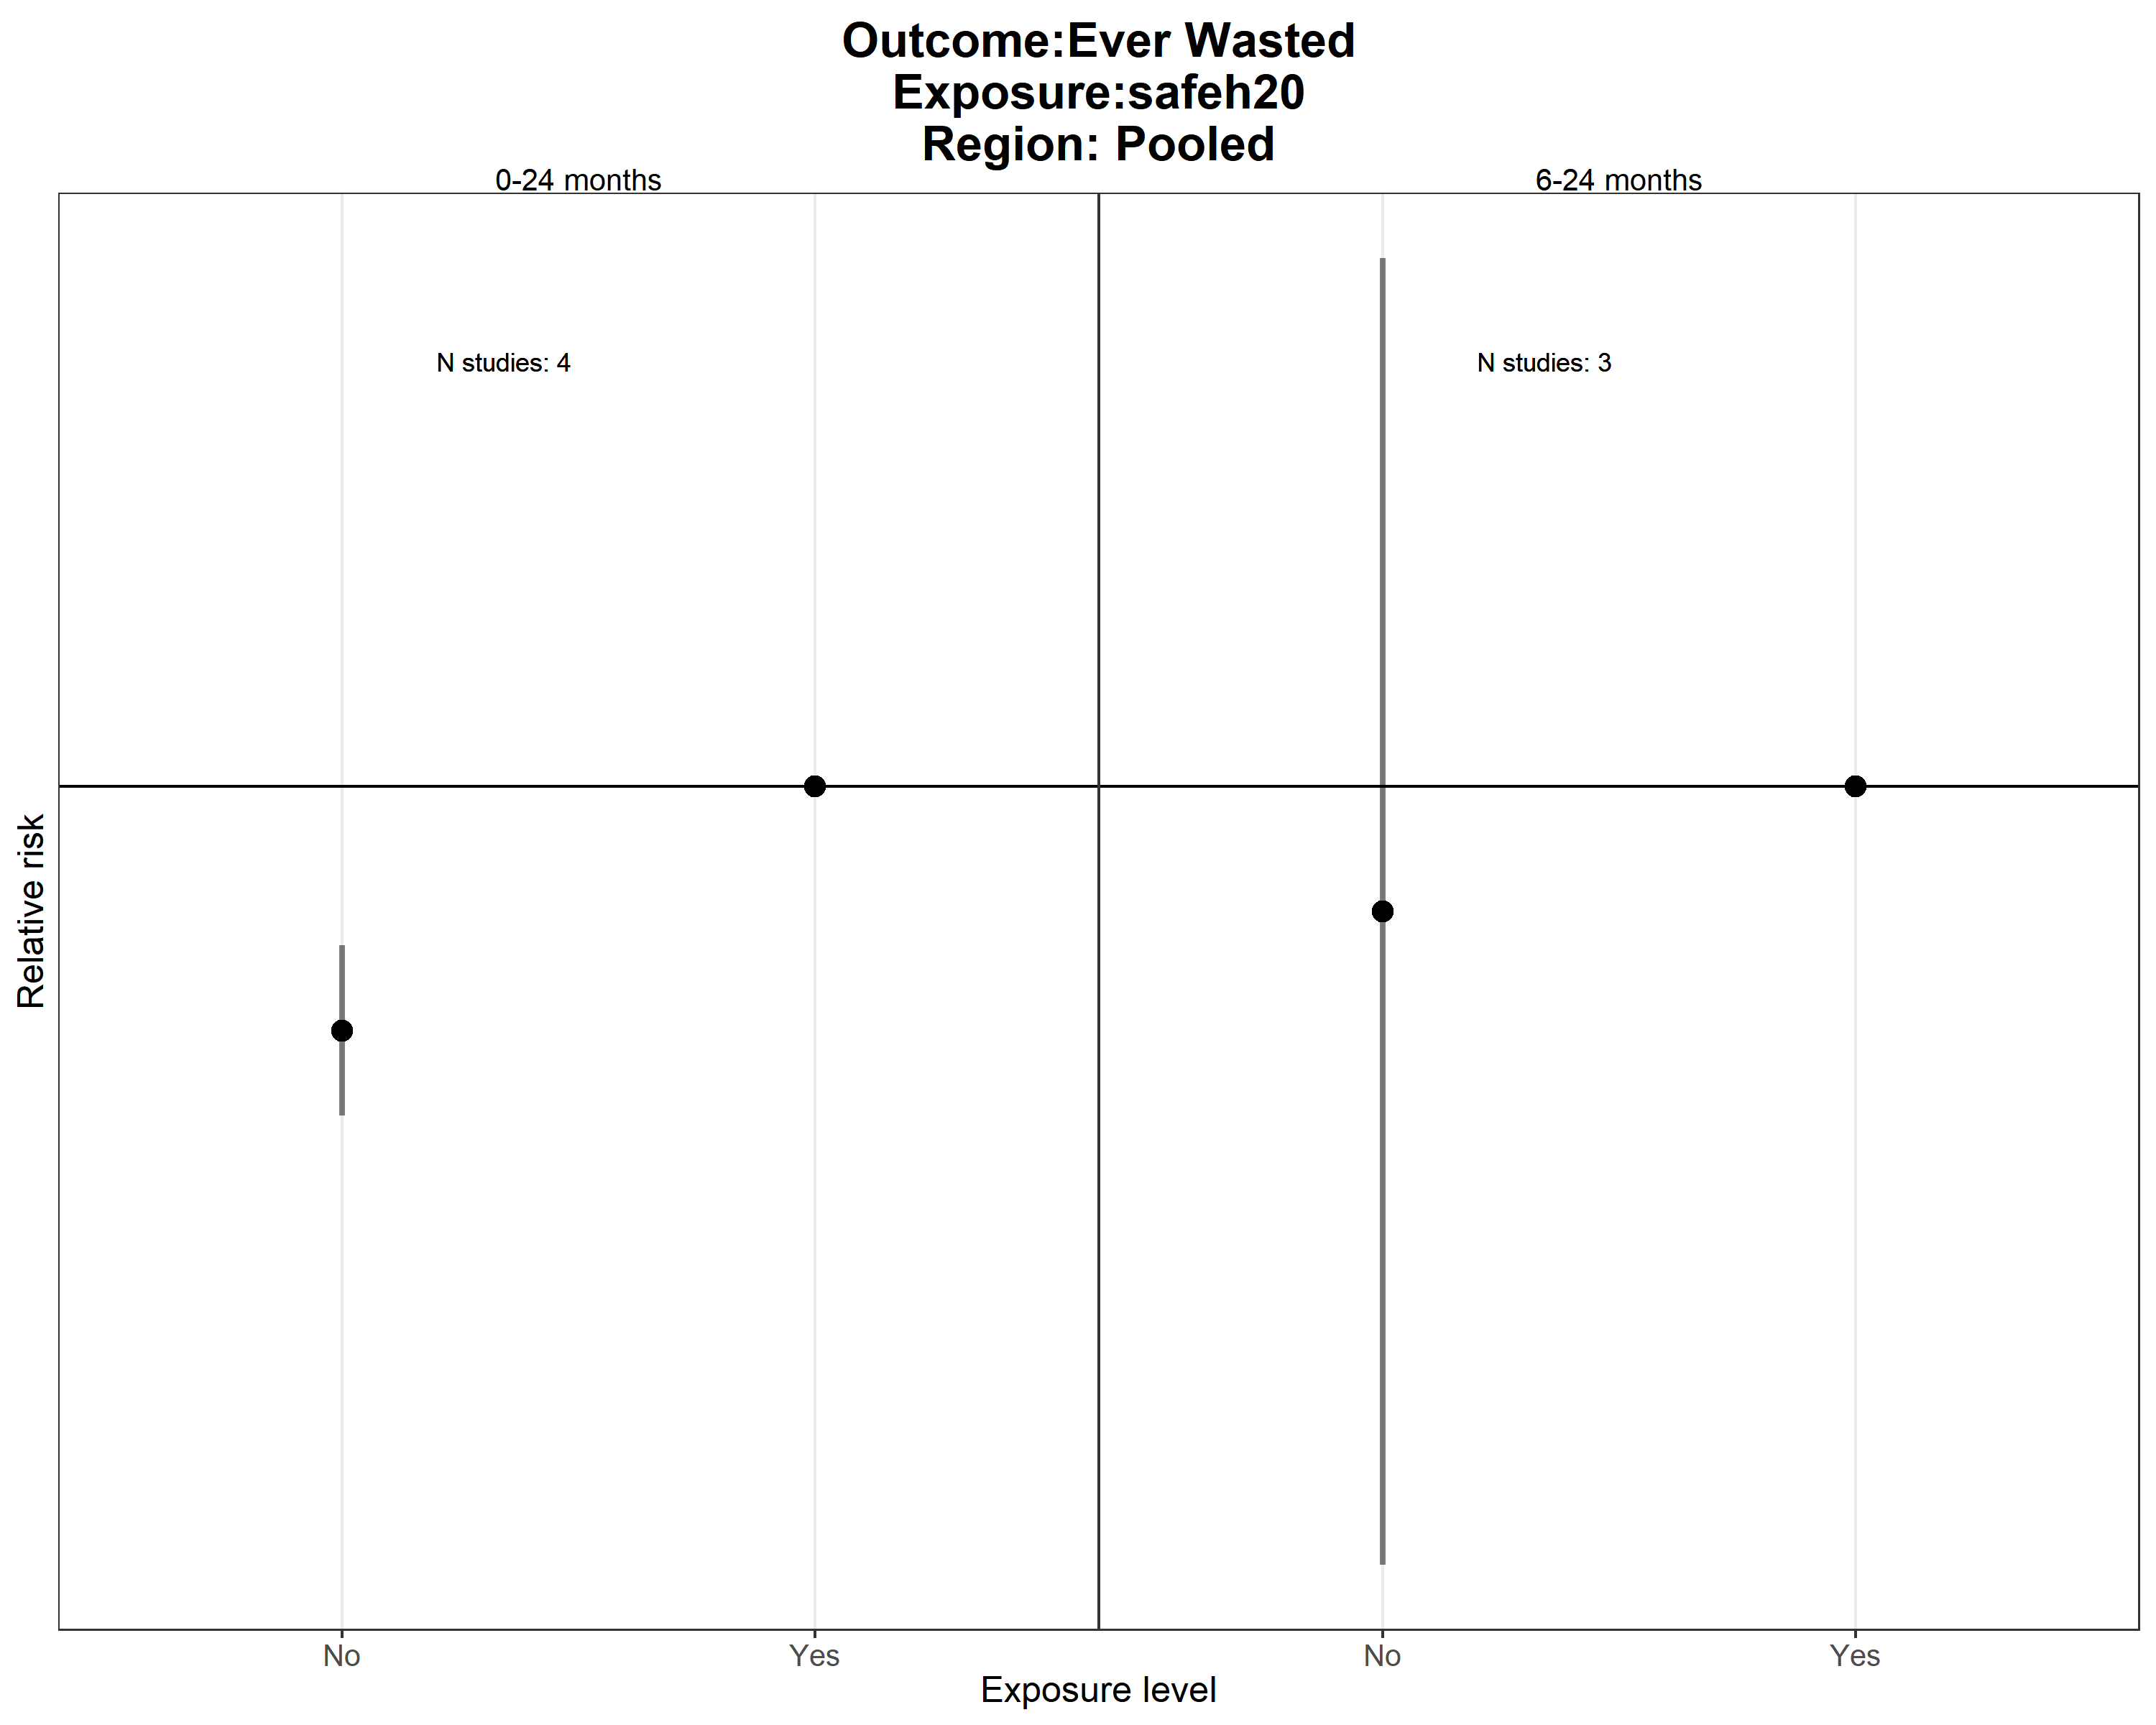 Outcome:Ever Wasted
Exposure:safeh20
Region: Pooled
0-24 months
6-24 months
N studies: 4
N studies: 3
Relative risk
No
Yes
No
Yes
Exposure level